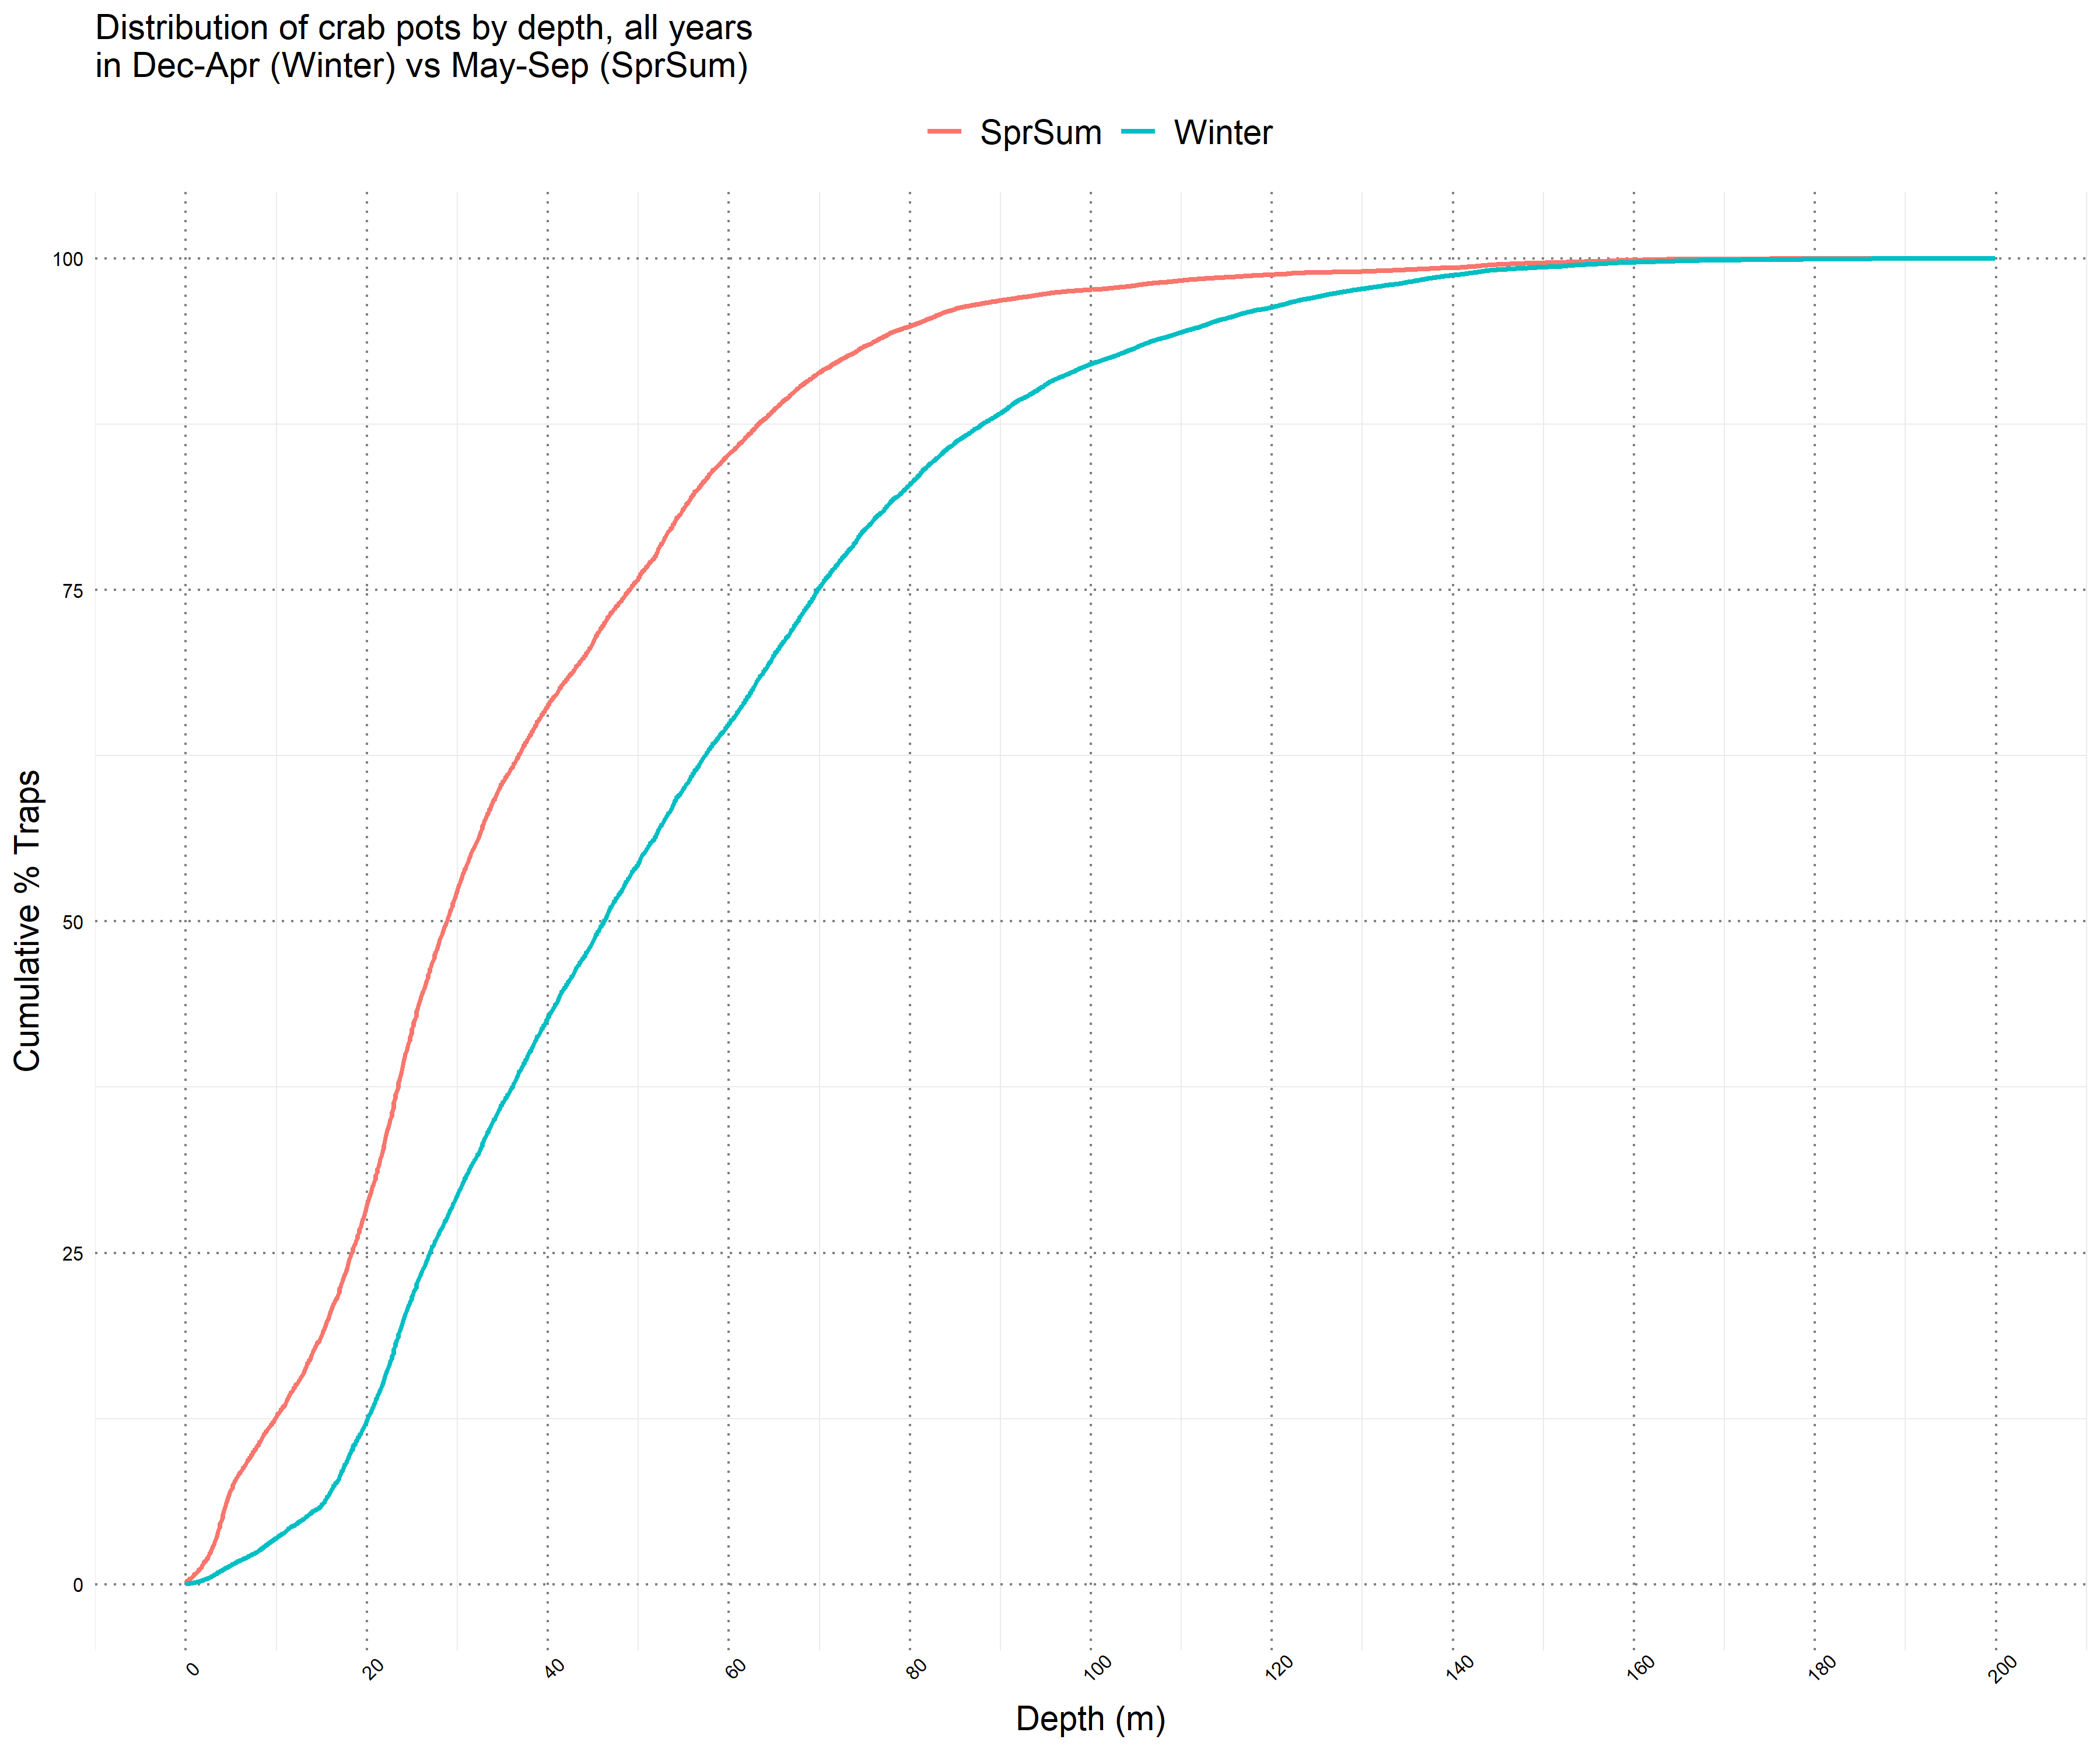 Distribution of crab pots by depth, all years
in Dec-Apr (Winter) vs May-Sep (SprSum)
SprSum Winter
100
75
50
25
0
Cumulative % Traps
0 20 40 60 80 100 120 140 160 180 200
Depth (m)